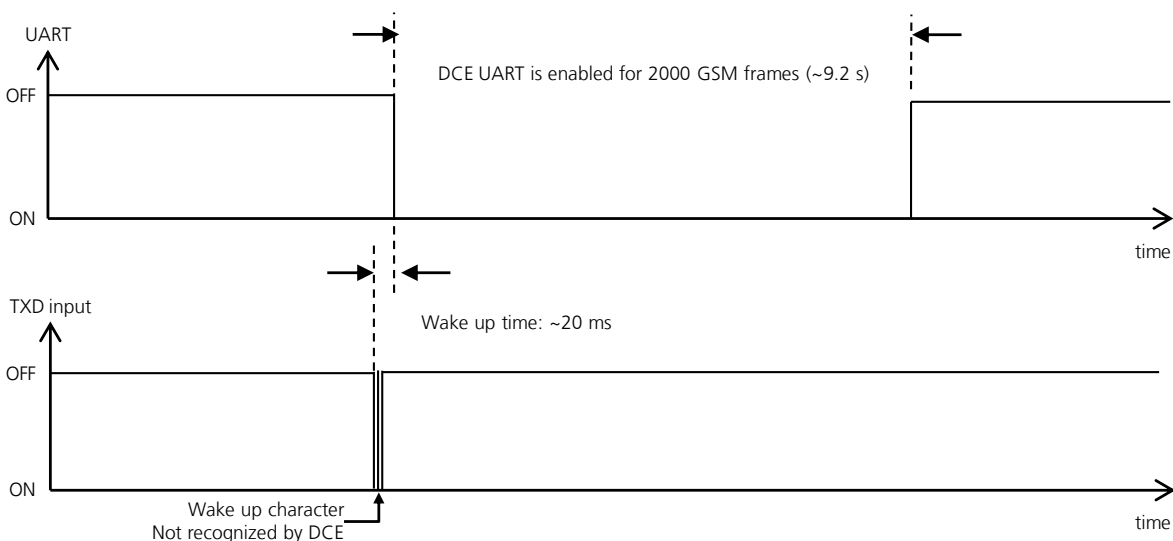 UART
DCE UART is enabled for 2000 GSM frames (~9.2 s)
OFF
ON
time
TXD input
Wake up time: ~20 ms
OFF
ON
Wake up character
Not recognized by DCE
time